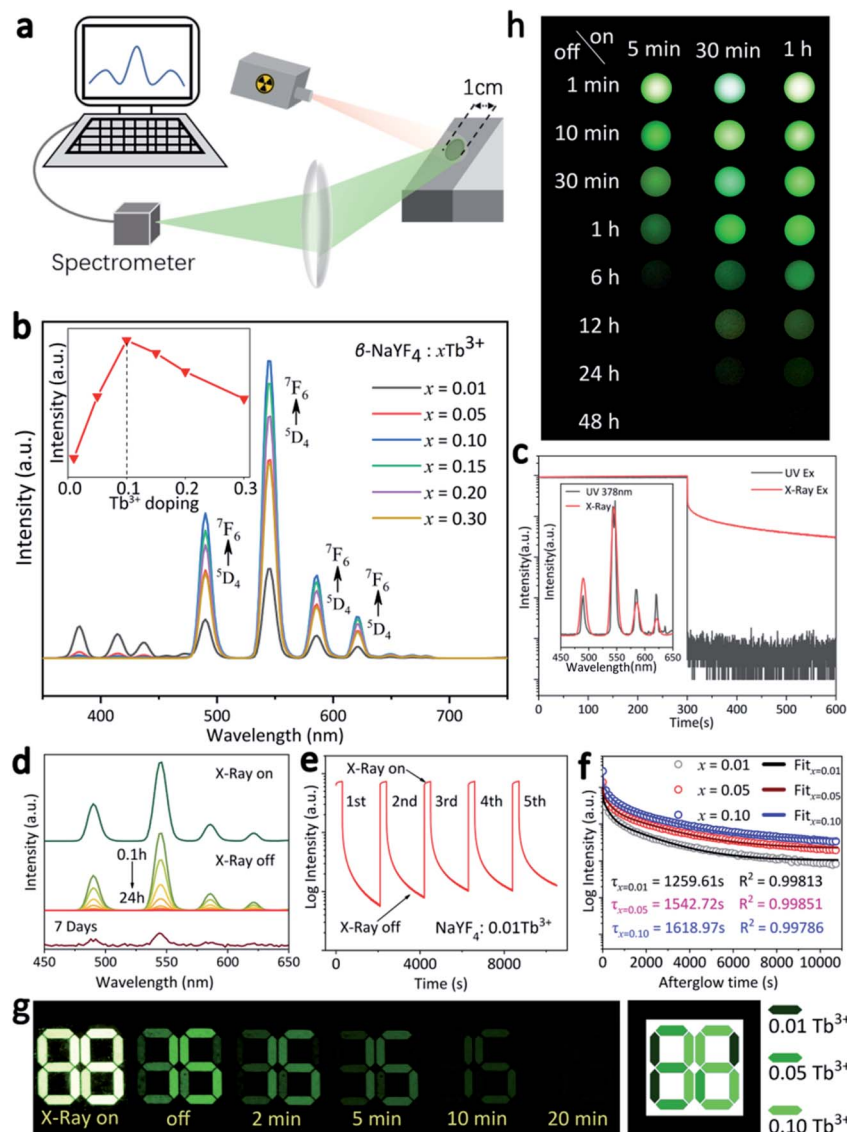 a
1cm
Spectrometer
h
on
off
5 min 30 min 1 h
1 min
10 min
30 min
1 h
6 h
12 h
24 h
48 h
b
Intensity (a.u.)
Intensity (a.u.)
0.0 0.1 0.2 0.3
Tb³⁺ doping
β-NaYF₄ : xTb³⁺
x = 0.01
x = 0.05
x = 0.10
x = 0.15
x = 0.20
x = 0.30
⁷F₆
⁵D₄
⁷F₆
⁵D₄
⁷F₆
⁵D₄
⁷F₆
⁵D₄
400 500 600 700
Wavelength (nm)
c
Intensity(a.u.)
UV Ex
X-Ray Ex
UV 378nm
X-Ray
Intensity(a.u.)
450 500 550 600 650
Wavelength(nm)
0 100 200 300 400 500 600
Time(s)
d
Intensity (a.u.)
X-Ray on
0.1h
X-Ray off
24h
7 Days
450 500 550 600 650
Wavelength (nm)
e
Log Intensity (a.u.)
X-Ray on
1st 2nd 3rd 4th 5th
X-Ray off
NaYF₄: 0.01Tb³⁺
0 4000 8000
Time (s)
f
Log Intensity (a.u.)
x = 0.01 Fitₓ₌₀.₀₁
x = 0.05 Fitₓ₌₀.₀₅
x = 0.10 Fitₓ₌₀.₁₀
τₓ₌₀.₀₁ = 1259.61s R² = 0.99813
τₓ₌₀.₀₅ = 1542.72s R² = 0.99851
τₓ₌₀.₁₀ = 1618.97s R² = 0.99786
0 2000 4000 6000 8000 10000
Afterglow time (s)
g
88 36 36 36 15
X-Ray on off 2 min 5 min 10 min 20 min
88
0.01 Tb³⁺
0.05 Tb³⁺
0.10 Tb³⁺